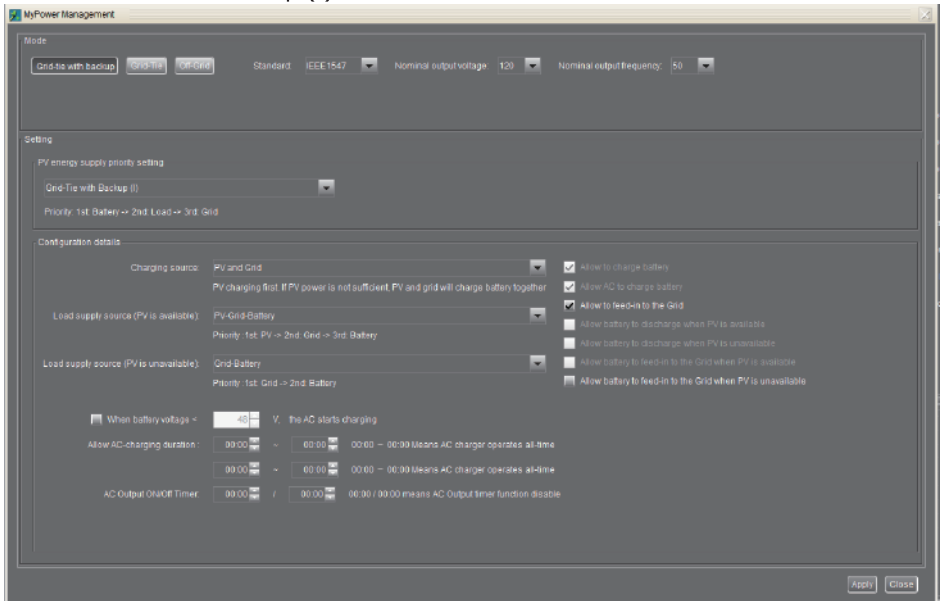 MyPower Management
Mode
Grid-tie with backup Grid-Tie Off-Grid Standard: IEEE1547 Nominal output voltage: 120 Nominal output frequency: 50
Setting
PV energy supply priority setting
Grid-Tie with Backup (I)
Priority: 1st: Battery -> 2nd: Load -> 3rd: Grid
Configuration details
Charging source: PV and Grid
PV charging first. If PV power is not sufficient, PV and grid will charge battery together
Load supply source (PV is available): PV-Grid-Battery
Priority :1st: PV -> 2nd: Grid -> 3rd: Battery
Load supply source (PV is unavailable): Grid-Battery
Priority :1st: Grid -> 2nd: Battery
Allow to charge battery
Allow AC to charge battery
Allow to feed-in to the Grid
Allow battery to discharge when PV is available
Allow battery to discharge when PV is unavailable
Allow battery to feed-in to the Grid when PV is available
Allow battery to feed-in to the Grid when PV is unavailable
When battery voltage < 48 V, the AC starts charging
Allow AC-charging duration : 00:00 ~ 00:00 00:00 ~ 00:00 Means AC charger operates all-time
00:00 ~ 00:00 00:00 ~ 00:00 Means AC charger operates all-time
AC Output ON/Off Timer: 00:00 / 00:00 00:00 / 00:00 means AC Output timer function disable
Apply Close